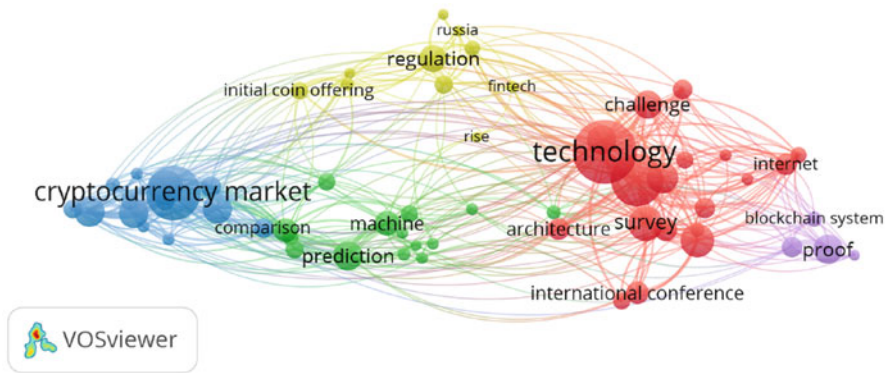 russia
regulation
initial coin offering
fintech
challenge
rise
technology
internet
cryptocurrency market
comparison
machine
architecture
survey
blockchain system
prediction
proof
international conference
VOSviewer